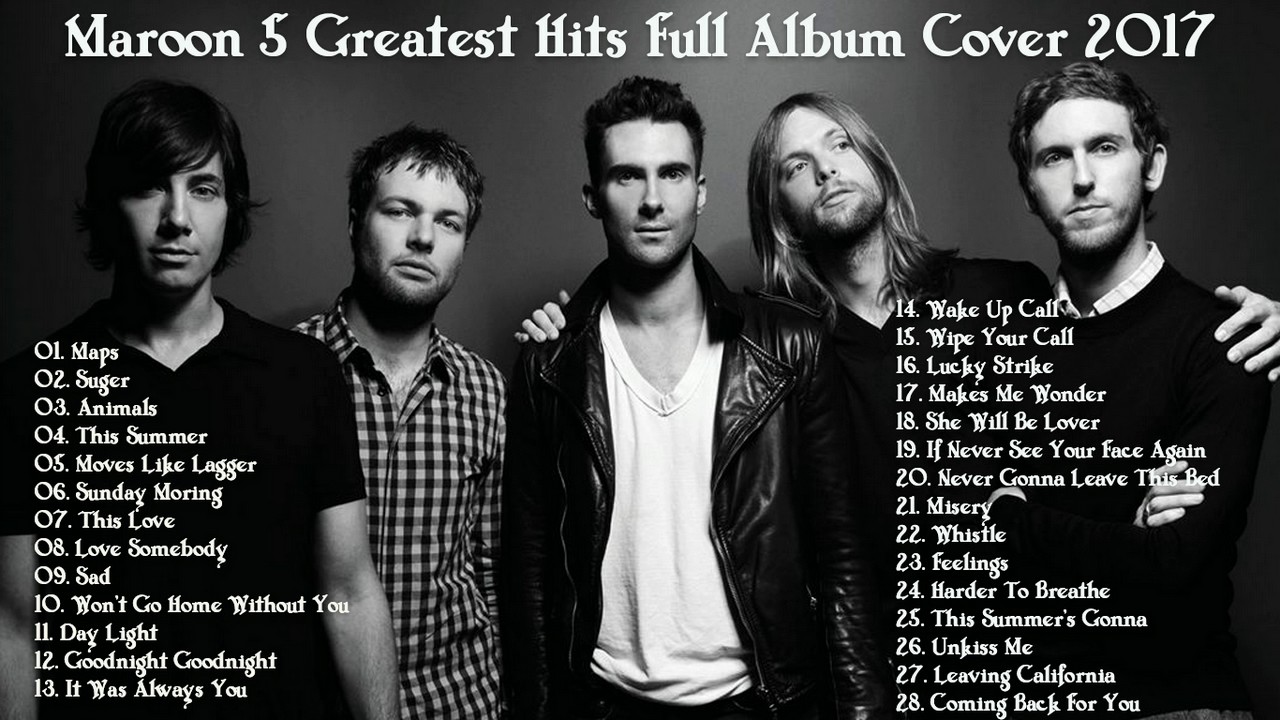 Maroon 5 Greatest Hits Full Album Cover 2017
01. Maps
02. Suger
03. Animals
04. This Summer
05. Moves Like Lagger
06. Sunday Moring
07. This Love
08. Love Somebody
09. Sad
10. Won't Go Home Without You
11. Day Light
12. Goodnight Goodnight
13. It Was Always You
14. Wake Up Call
15. Wipe Your Call
16. Lucky Strike
17. Makes Me Wonder
18. She Will Be Lover
19. If Never See Your Face Again
20. Never Gonna Leave This Bed
21. Misery
22. Whistle
23. Feelings
24. Harder To Breathe
25. This Summer's Gonna
26. Unkiss Me
27. Leaving California
28. Coming Back For You